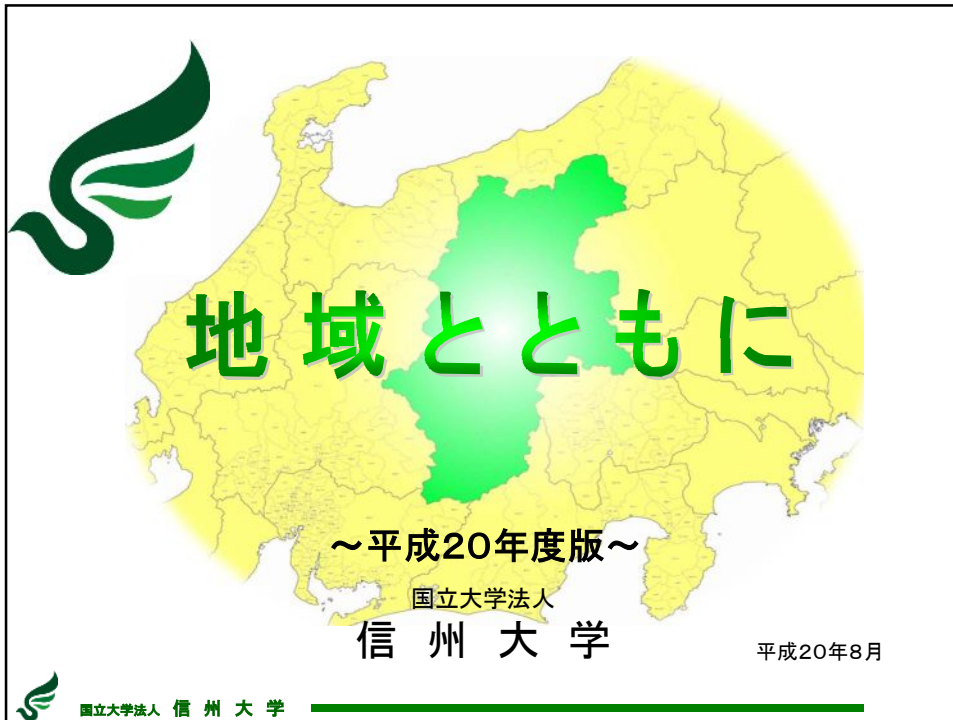 地域とともに
～平成20年度版～
国立大学法人
信州大学
平成20年8月
国立大学法人 信州大学